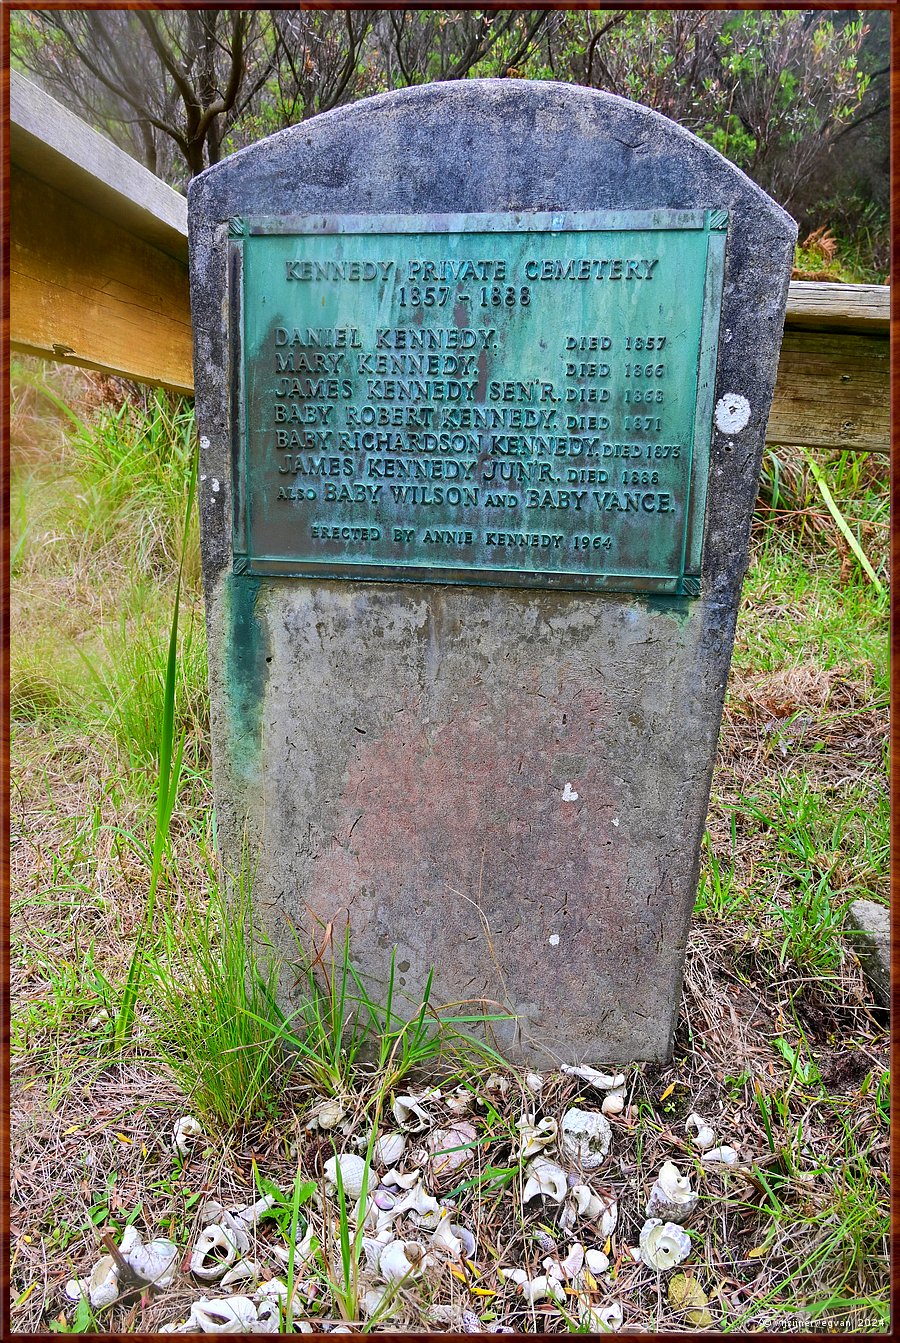 KENNEDY PRIVATE CEMETERY
1857 - 1888
DANIEL KENNEDY. DIED 1857
MARY KENNEDY. DIED 1866
JAMES KENNEDY SEN'R. DIED 1868
BABY ROBERT KENNEDY. DIED 1871
BABY RICHARDSON KENNEDY. DIED 1873
JAMES KENNEDY JUN'R. DIED 1888
ALSO BABY WILSON AND BABY VANCE.
ERECTED BY ANNIE KENNEDY 1964
2024